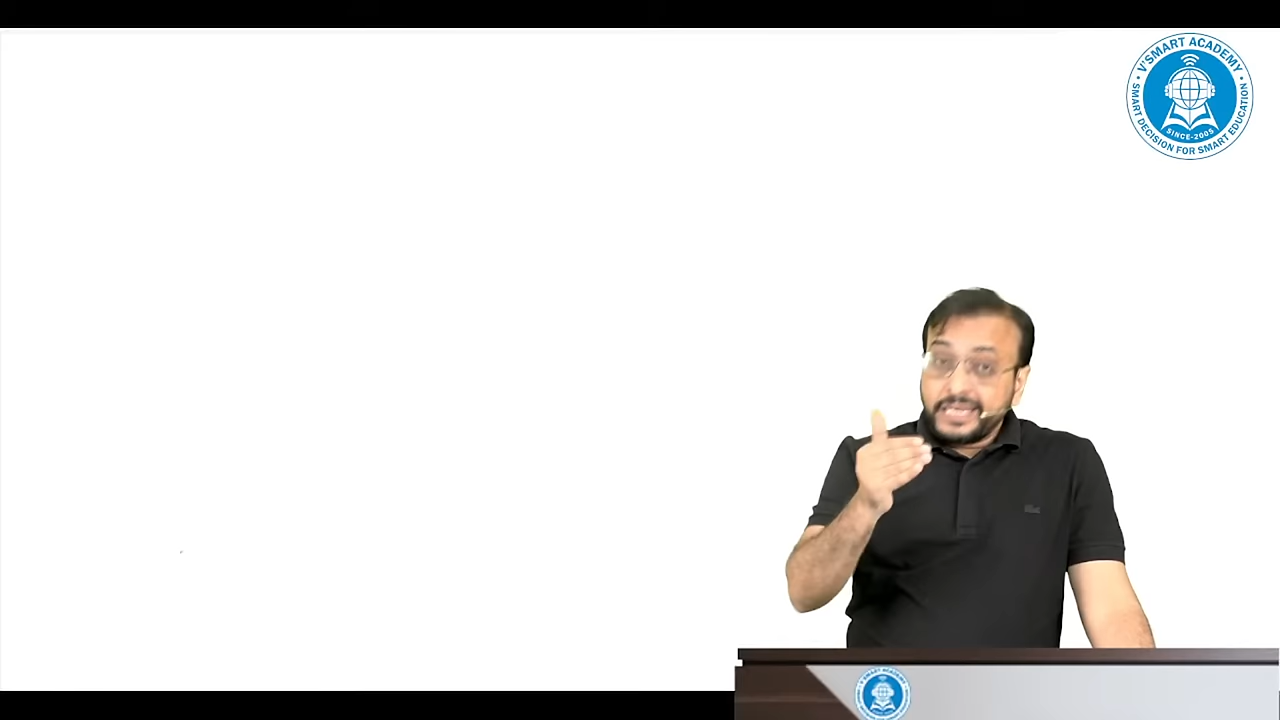 V'SMART ACADEMY
SMART DECISION FOR SMART EDUCATION
SINCE-2005